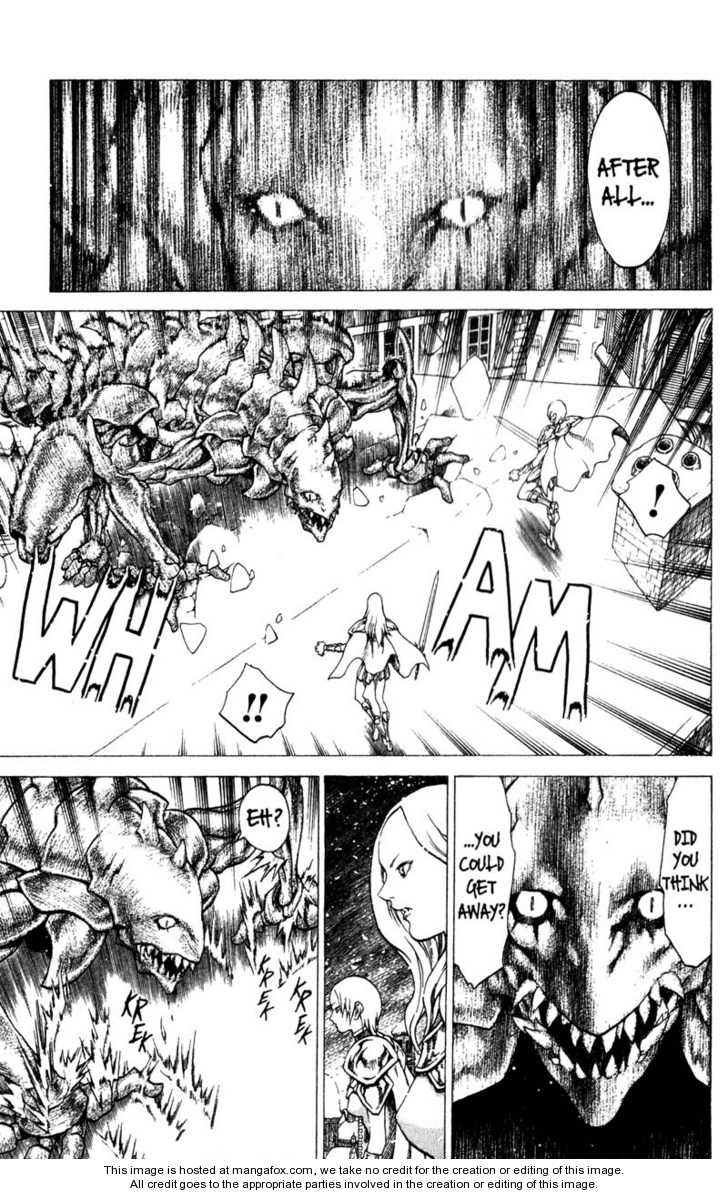 AFTER
ALL...
!
WH
AM
!!
DID
YOU
THINK
...
...YOU
COULD
GET
AWAY?
EH?
KREK
KREK
KREK
This image is hosted at mangafox.com, we take no credit for the creation or editing of this image.
All credit goes to the appropriate parties involved in the creation or editing of this image.